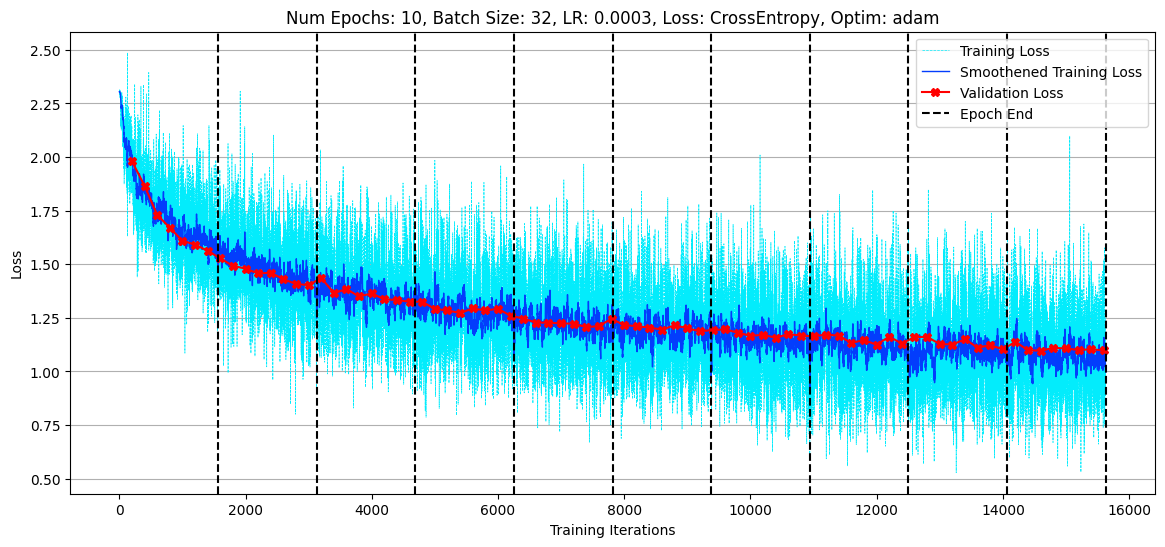 Num Epochs: 10, Batch Size: 32, LR: 0.0003, Loss: CrossEntropy, Optim: adam
2.50
2.25
2.00
1.75
1.50
1.25
1.00
0.75
0.50
Loss
Training Loss
Smoothened Training Loss
Validation Loss
Epoch End
0 2000 4000 6000 8000 10000 12000 14000 16000
Training Iterations